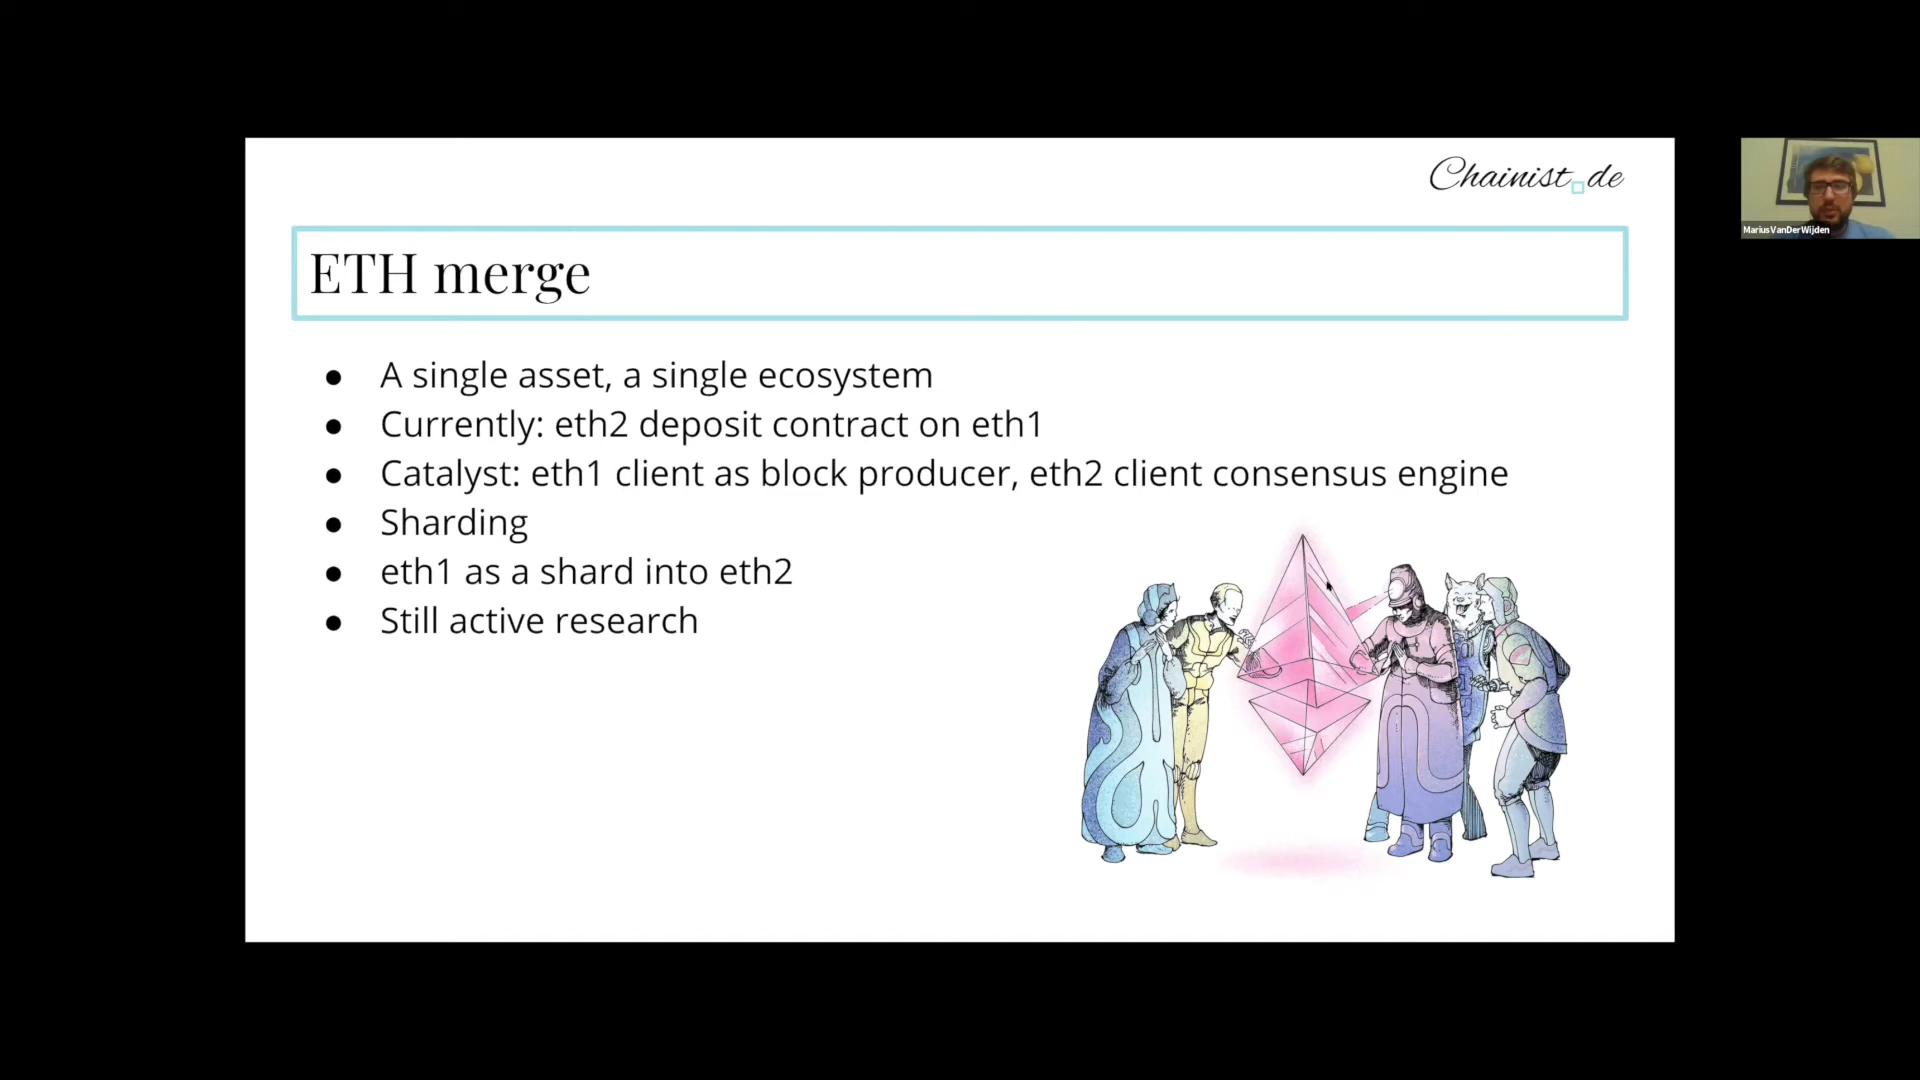 Chainist.de
MariusVanDerWijden
ETH merge
● A single asset, a single ecosystem
● Currently: eth2 deposit contract on eth1
● Catalyst: eth1 client as block producer, eth2 client consensus engine
● Sharding
● eth1 as a shard into eth2
● Still active research